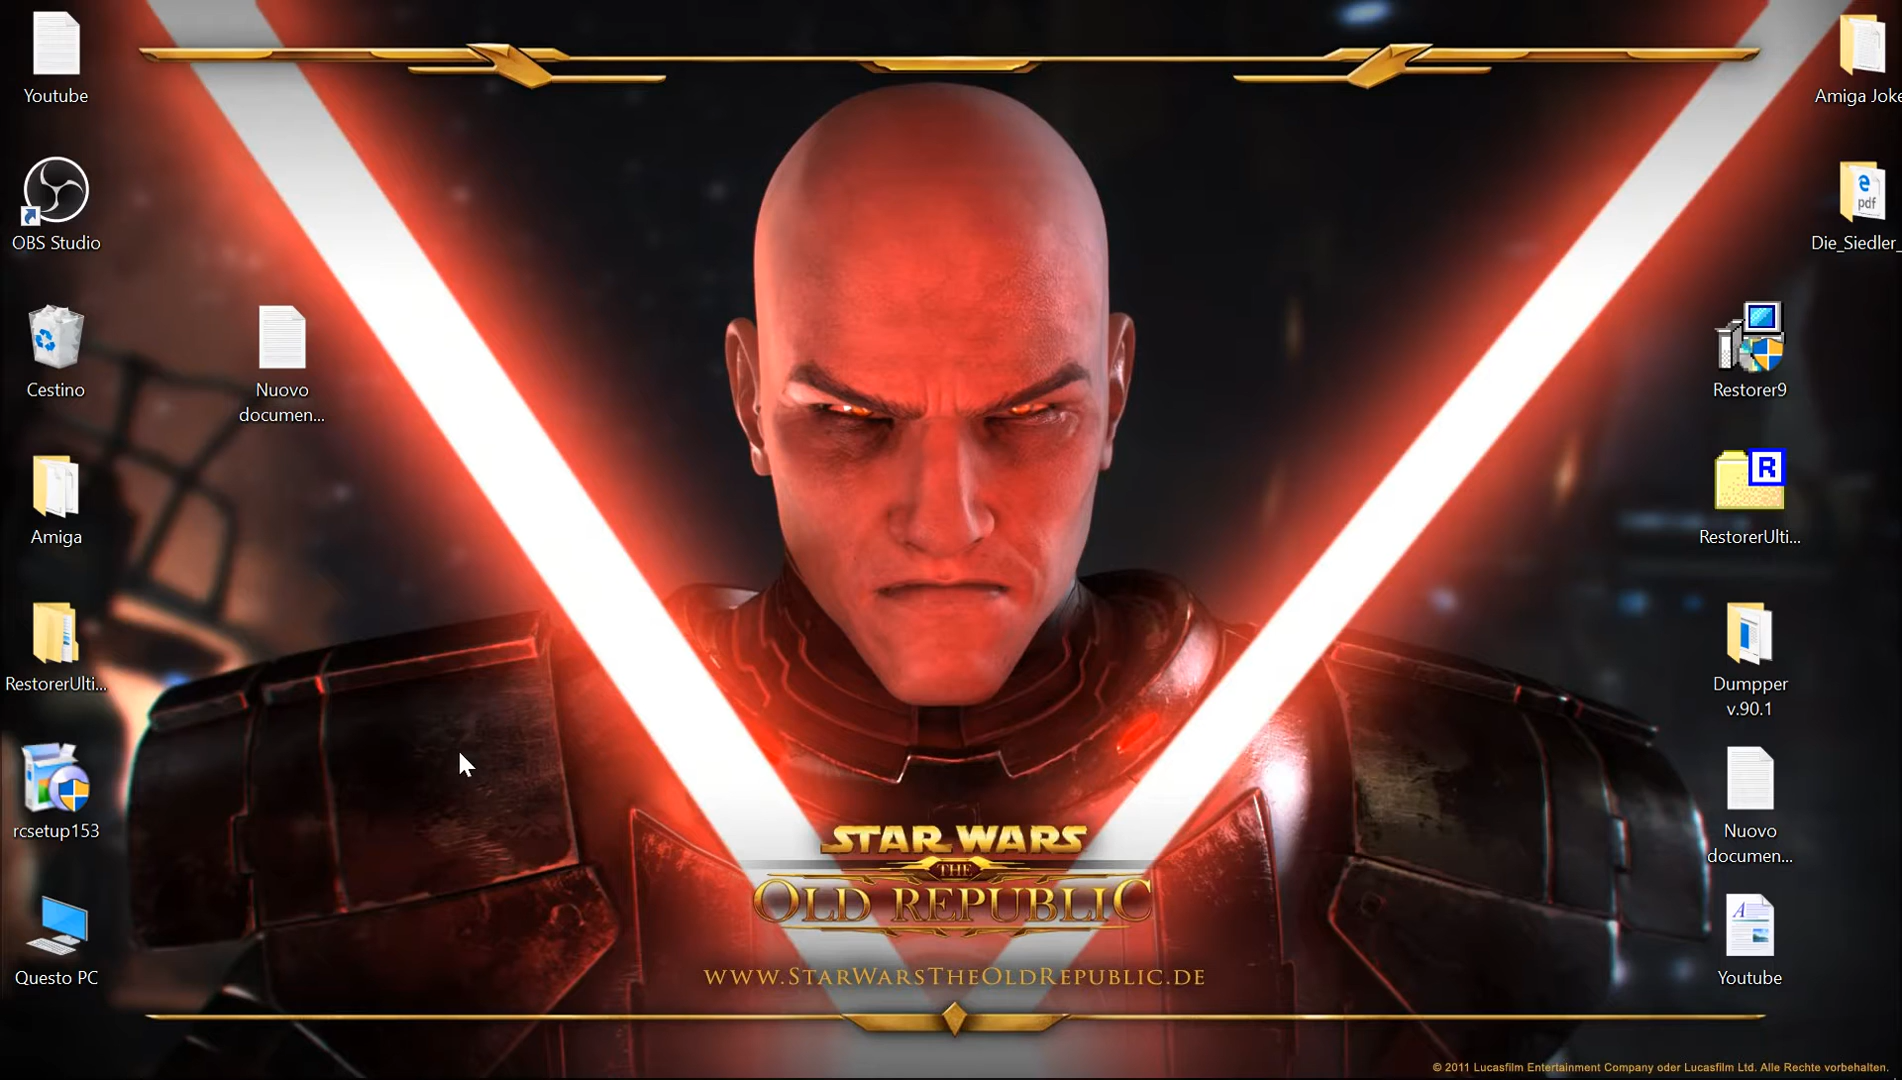 Youtube
OBS Studio
Cestino
Nuovo
documen...
Amiga
RestorerUlti...
rcsetup153
Questo PC
Amiga Joke
pdf
Die_Siedler_
Restorer9
R
RestorerUlti...
Dumpper
v.90.1
Nuovo
documen...
A
Youtube
STAR WARS
THE
OLD REPUBLIC
WWW.STARWARSTHEOLDREPUBLIC.DE
© 2011 Lucasfilm Entertainment Company oder Lucasfilm Ltd. Alle Rechte vorbehalten.